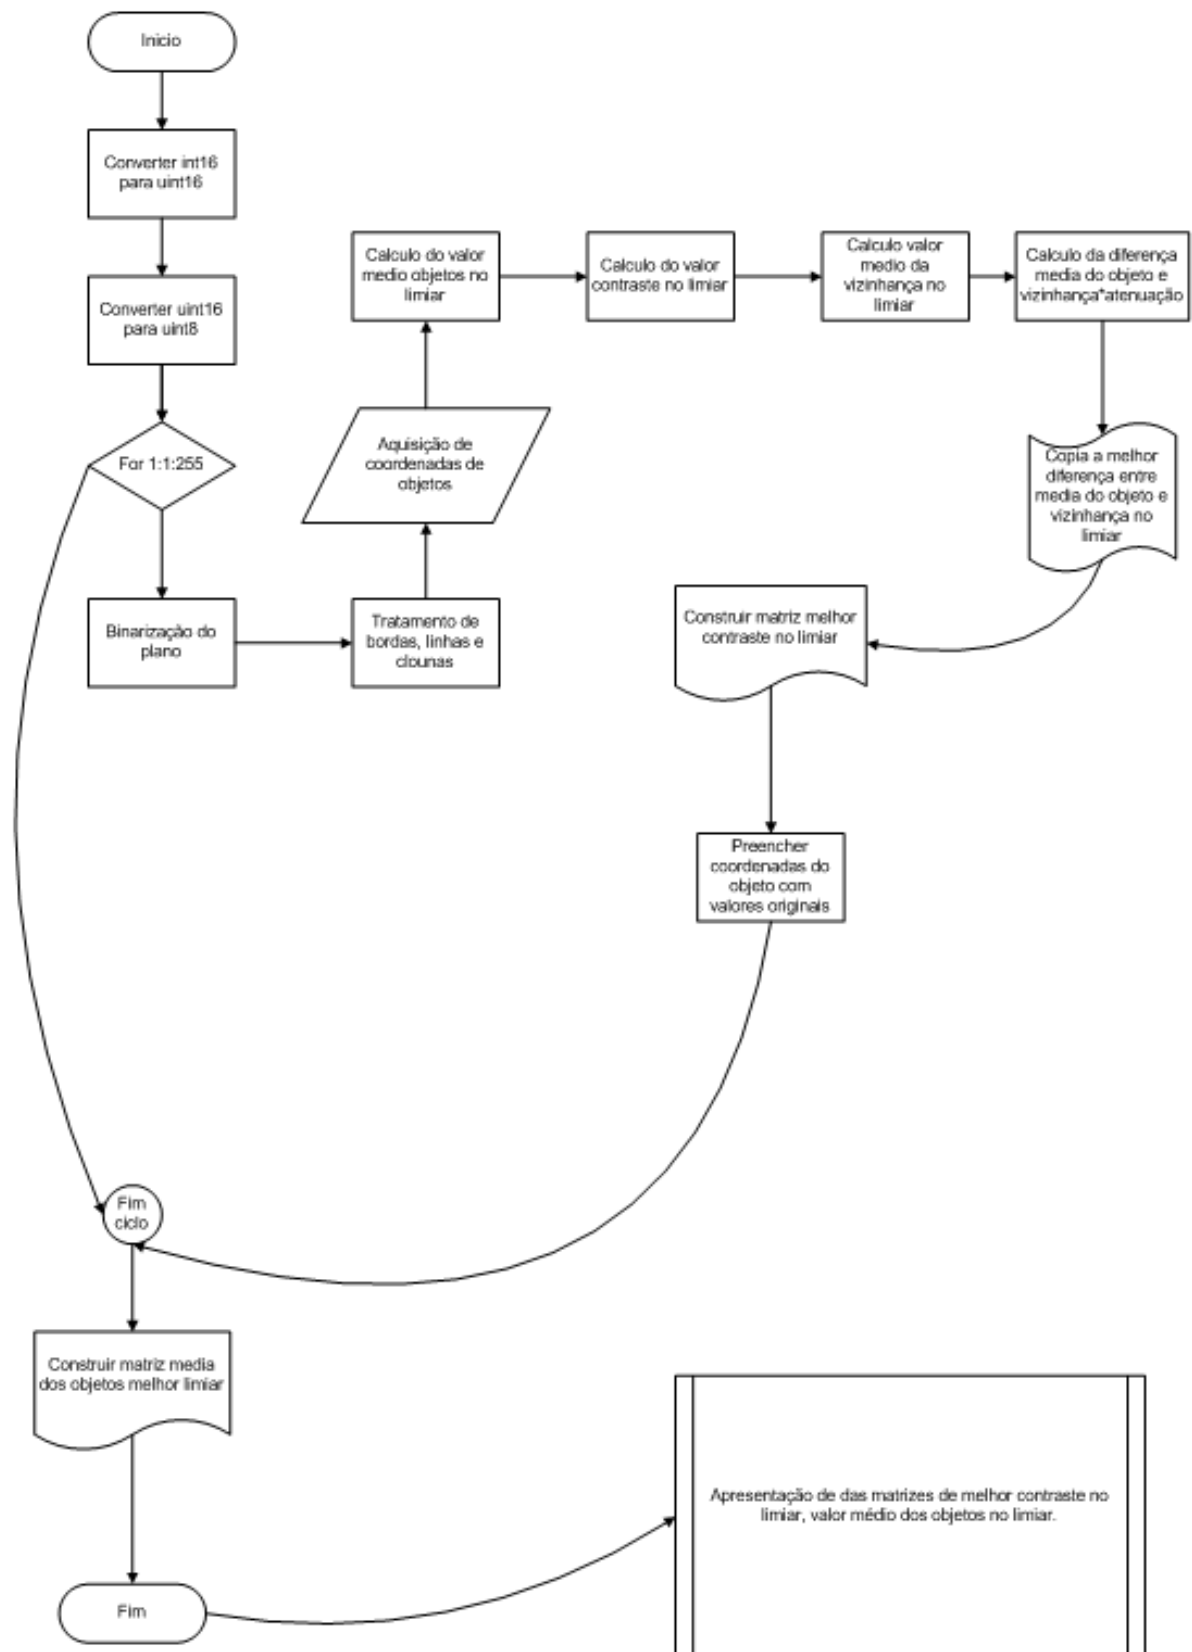 Inicio
Converter int16
para uint16
Converter uint16
para uint8
For 1:1:255
Binarização do
plano
Tratamento de
bordas, linhas e
clounas
Aquisição de
coordenadas de
objetos
Calculo do valor
medio objetos no
limiar
Calculo do valor
contraste no limiar
Calculo valor
medio da
vizinhança no
limiar
Calculo da diferença
media do objeto e
vizinhança*atenuação
Copia a melhor
diferença entre
media do objeto e
vizinhança no
limiar
Construir matriz melhor
contraste no limiar
Preencher
coordenadas do
objeto com
valores originais
Fim
ciclo
Construir matriz media
dos objetos melhor limiar
Fim
Apresentação de das matrizes de melhor contraste no
limiar, valor médio dos objetos no limiar.